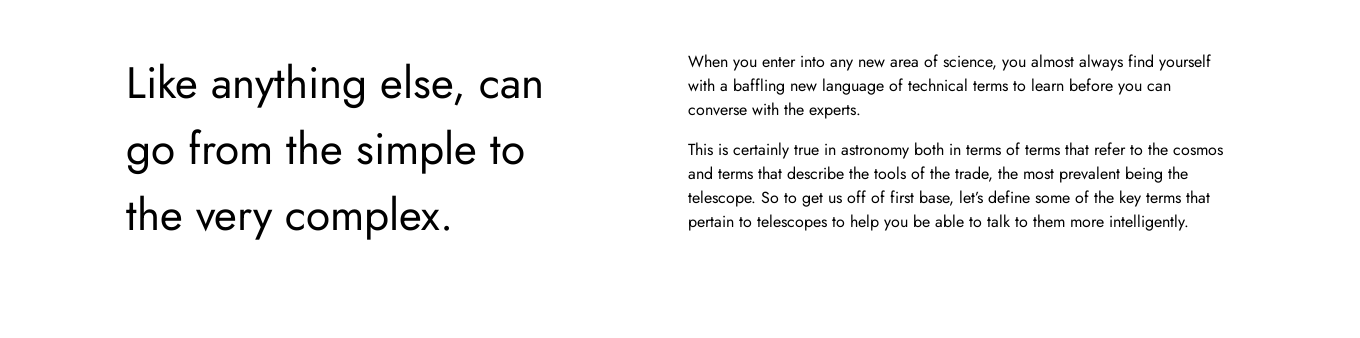 Like anything else, can
go from the simple to
the very complex.
When you enter into any new area of science, you almost always find yourself
with a baffling new language of technical terms to learn before you can
converse with the experts.
This is certainly true in astronomy both in terms of terms that refer to the cosmos
and terms that describe the tools of the trade, the most prevalent being the
telescope. So to get us off of first base, let’s define some of the key terms that
pertain to telescopes to help you be able to talk to them more intelligently.